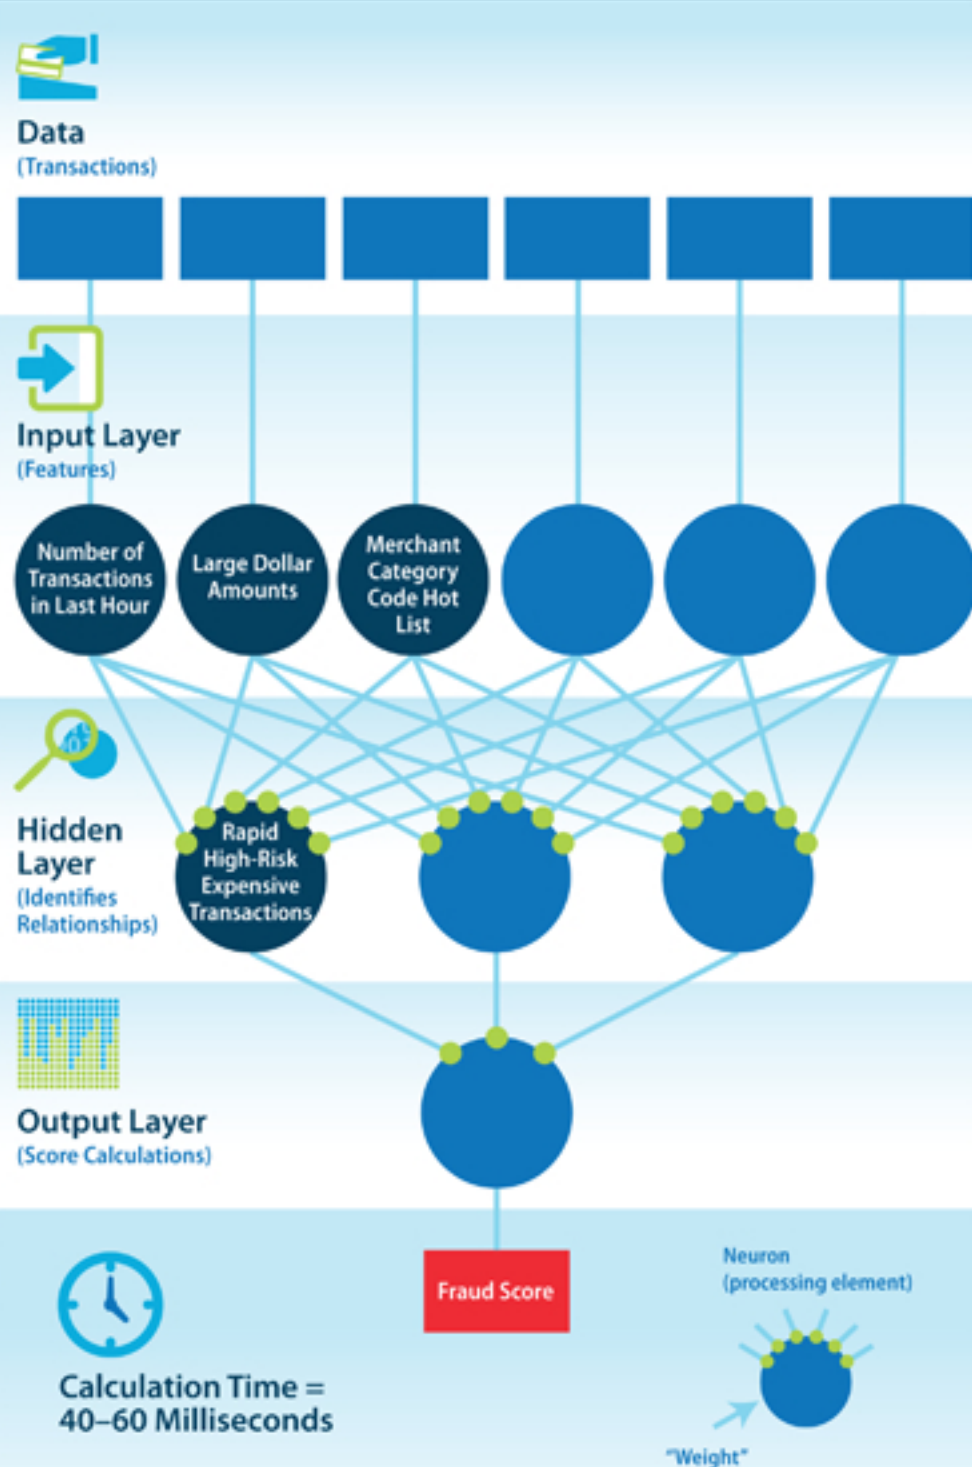 Data
(Transactions)
Input Layer
(Features)
Number of
Transactions
in Last Hour
Large Dollar
Amounts
Merchant
Category
Code Hot
List
Hidden
Layer
(Identifies
Relationships)
Rapid
High-Risk
Expensive
Transactions
Output Layer
(Score Calculations)
Fraud Score
Calculation Time =
40–60 Milliseconds
Neuron
(processing element)
"Weight"